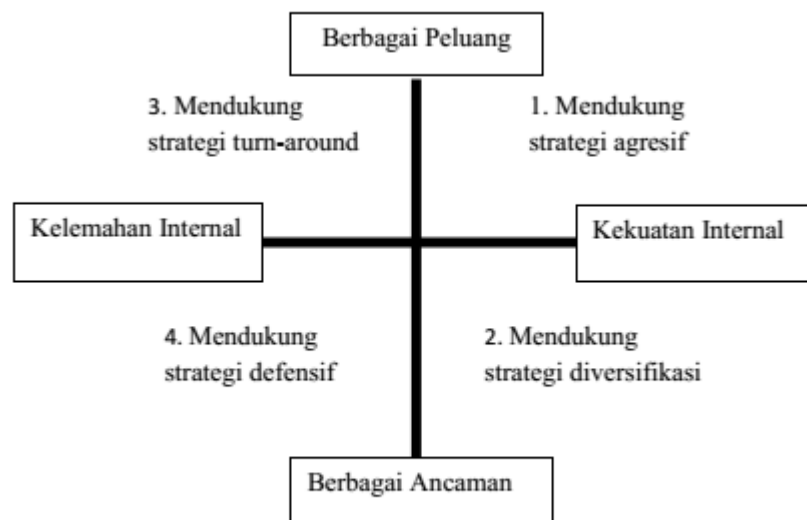 Berbagai Peluang
3. Mendukung
strategi turn-around
1. Mendukung
strategi agresif
Kelemahan Internal
Kekuatan Internal
4. Mendukung
strategi defensif
2. Mendukung
strategi diversifikasi
Berbagai Ancaman